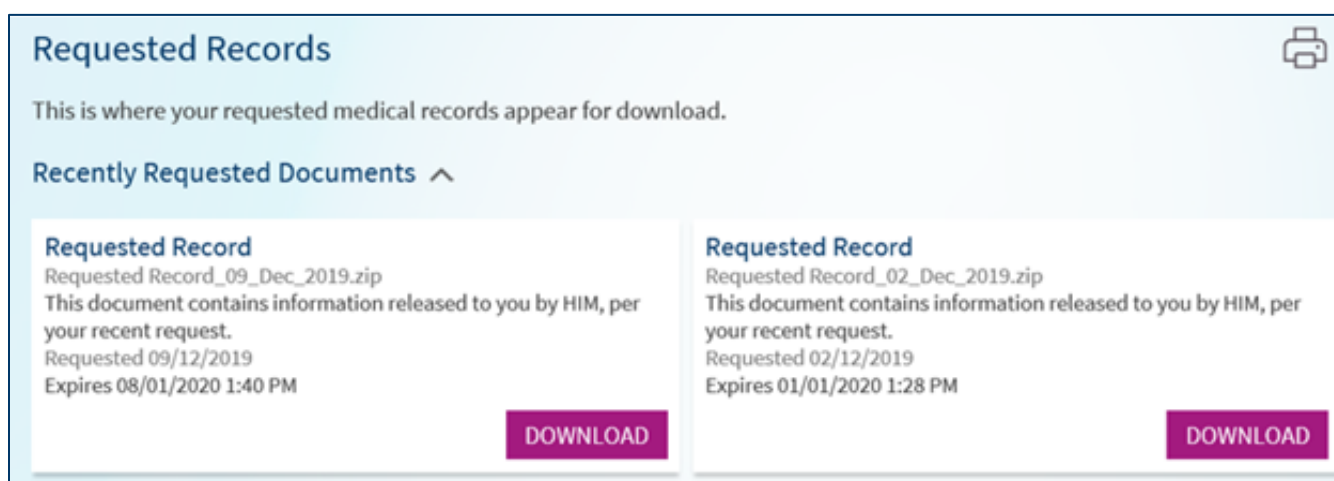 Requested Records
This is where your requested medical records appear for download.
Recently Requested Documents
Requested Record
Requested Record_09_Dec_2019.zip
This document contains information released to you by HIM, per
your recent request.
Requested 09/12/2019
Expires 08/01/2020 1:40 PM
DOWNLOAD
Requested Record
Requested Record_02_Dec_2019.zip
This document contains information released to you by HIM, per
your recent request.
Requested 02/12/2019
Expires 01/01/2020 1:28 PM
DOWNLOAD